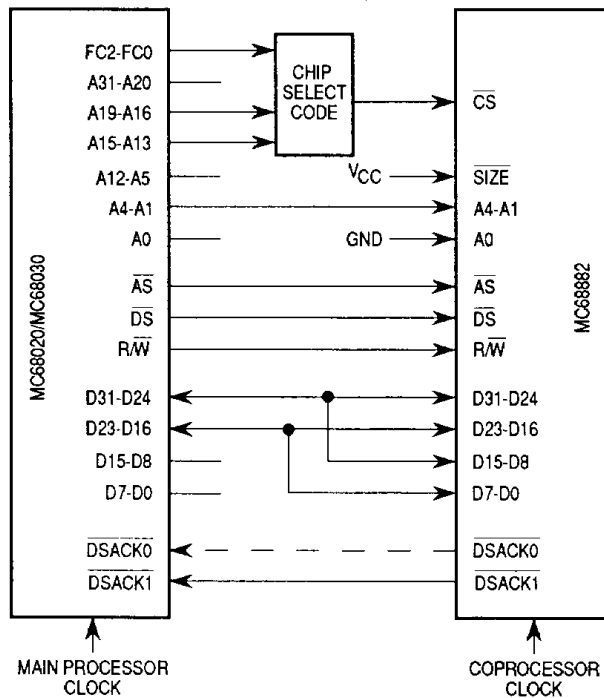 MC68020/MC68030
FC2-FC0
A31-A20
A19-A16
A15-A13
A12-A5
A4-A1
A0
AS
DS
R/W
D31-D24
D23-D16
D15-D8
D7-D0
DSACK0
DSACK1
CHIP
SELECT
CODE
VCC
GND
CS
SIZE
A4-A1
A0
AS
DS
R/W
D31-D24
D23-D16
D15-D8
D7-D0
DSACK0
DSACK1
MC68882
MAIN PROCESSOR
CLOCK
COPROCESSOR
CLOCK